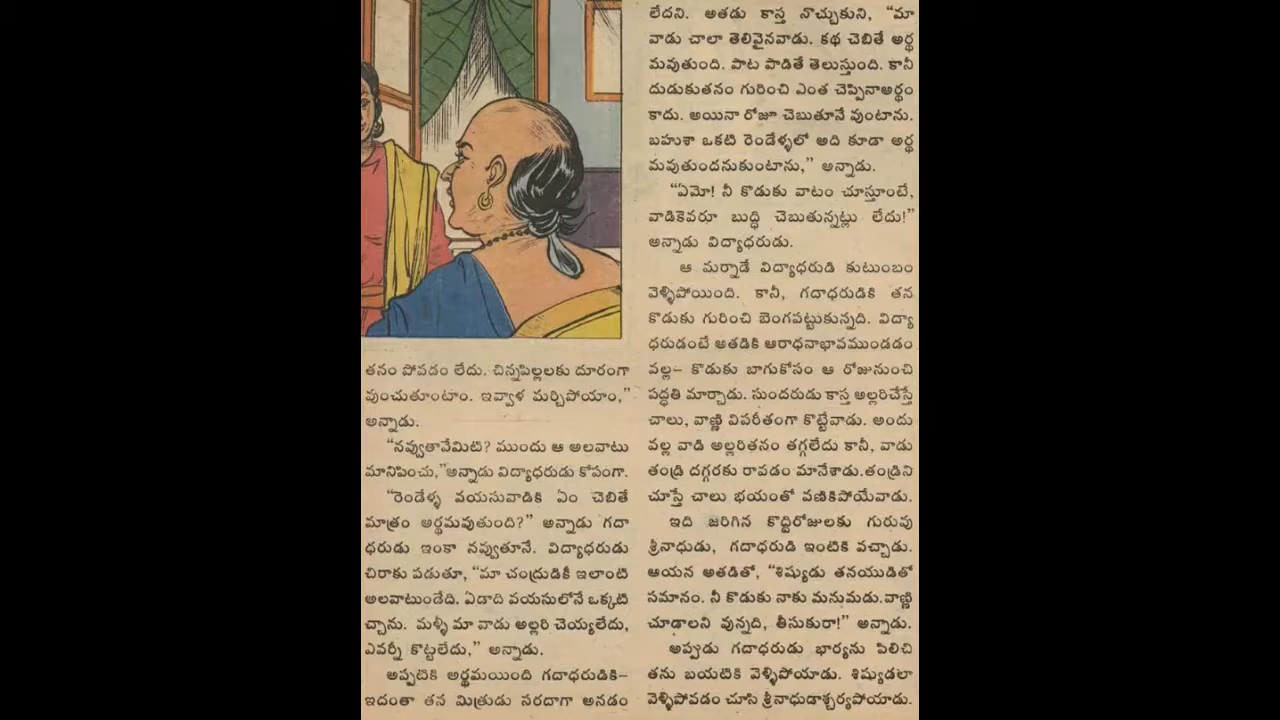 తనం పోవడం లేదు. చిన్నపిల్లలకు దూరంగా
వుంచుతూంటాం. ఇవ్వాళ మర్చిపోయాం,”
అన్నాడు.
“నవ్వుతావేమిటి? ముందు ఆ అలవాటు
మానిపించు,”అన్నాడు విద్యాధరుడు కోపంగా.
“రెండేళ్ళ వయసువాడికి ఏం చెబితే
మాత్రం అర్థమవుతుంది?” అన్నాడు గదా
ధరుడు ఇంకా నవ్వుతూనే. విద్యాధరుడు
చిరాకు పడుతూ, “మా చంద్రుడికీ ఇలాంటి
అలవాటుండేది. ఏడాది వయసులోనే ఒక్కటి
చ్చాను. మళ్ళీ మా వాడు అల్లరి చెయ్యలేదు,
ఎవర్నీ కొట్టలేదు,” అన్నాడు.
అప్పటికి అర్థమయింది గదాధరుడికి–
ఇదంతా తన మిత్రుడు సరదాగా అనడం
లేదని. అతడు కాస్త నొచ్చుకుని, “మా
వాడు చాలా తెలివైనవాడు. కథ చెబితే అర్థ
మవుతుంది. పాట పాడితే తెలుస్తుంది. కానీ
దుడుకుతనం గురించి ఎంత చెప్పినాఅర్థం
కాదు. అయినా రోజూ చెబుతూనే వుంటాను.
బహుశా ఒకటి రెండేళ్ళలో అది కూడా అర్థ
మవుతుందనుకుంటాను,” అన్నాడు.
“ఏమో! నీ కొడుకు వాటం చూస్తూంటే,
వాడికెవరూ బుద్ధి చెబుతున్నట్లు లేదు!”
అన్నాడు విద్యాధరుడు.
ఆ మర్నాడే విద్యాధరుడి కుటుంబం
వెళ్ళిపోయింది. కానీ, గదాధరుడికి తన
కొడుకు గురించి బెంగపట్టుకున్నది. విద్యా
ధరుడంటే అతడికి ఆరాధనాభావముండడం
వల్ల– కొడుకు బాగుకోసం ఆ రోజునుంచి
పద్ధతి మార్చాడు. సుందరుడు కాస్త అల్లరిచేస్తే
చాలు, వాణ్ణి విపరీతంగా కొట్టేవాడు. అందు
వల్ల వాడి అల్లరితనం తగ్గలేదు కానీ, వాడు
తండ్రి దగ్గరకు రావడం మానేశాడు.తండ్రిని
చూస్తే చాలు భయంతో వణికిపోయేవాడు.
ఇది జరిగిన కొద్దిరోజులకు గురువు
శ్రీనాధుడు, గదాధరుడి ఇంటికి వచ్చాడు.
ఆయన అతడితో, “శిష్యుడు తనయుడితో
సమానం. నీ కొడుకు నాకు మనుమడు.వాణ్ణి
చూడాలని వున్నది, తీసుకురా!” అన్నాడు.
అప్పుడు గదాధరుడు భార్యను పిలిచి
తను బయటికి వెళ్ళిపోయాడు. శిష్యుడలా
వెళ్ళిపోవడం చూసి శ్రీనాధుడాశ్చర్యపోయాడు.